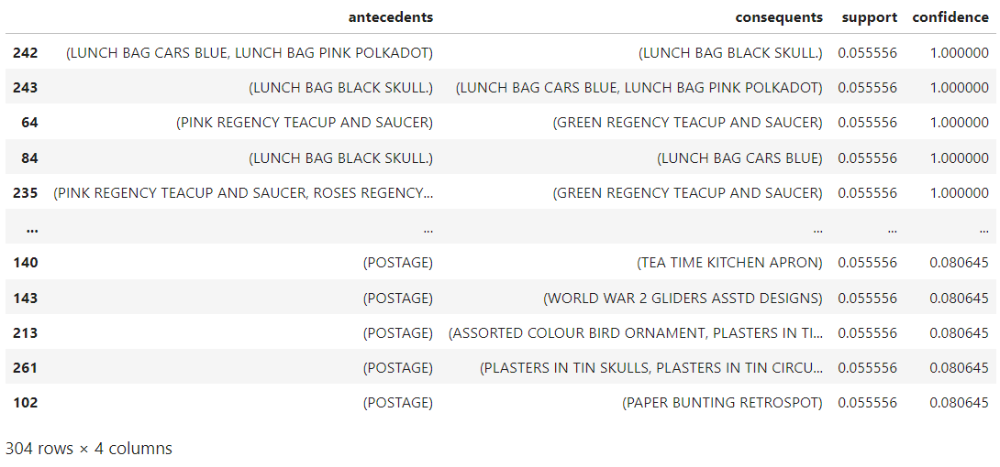 antecedents consequents support confidence
242 (LUNCH BAG CARS BLUE, LUNCH BAG PINK POLKADOT) (LUNCH BAG BLACK SKULL.) 0.055556 1.000000
243 (LUNCH BAG BLACK SKULL.) (LUNCH BAG CARS BLUE, LUNCH BAG PINK POLKADOT) 0.055556 1.000000
64 (PINK REGENCY TEACUP AND SAUCER) (GREEN REGENCY TEACUP AND SAUCER) 0.055556 1.000000
84 (LUNCH BAG BLACK SKULL.) (LUNCH BAG CARS BLUE) 0.055556 1.000000
235 (PINK REGENCY TEACUP AND SAUCER, ROSES REGENCY... (GREEN REGENCY TEACUP AND SAUCER) 0.055556 1.000000
... ... ... ... ...
140 (POSTAGE) (TEA TIME KITCHEN APRON) 0.055556 0.080645
143 (POSTAGE) (WORLD WAR 2 GLIDERS ASSTD DESIGNS) 0.055556 0.080645
213 (POSTAGE) (ASSORTED COLOUR BIRD ORNAMENT, PLASTERS IN TI... 0.055556 0.080645
261 (POSTAGE) (PLASTERS IN TIN SKULLS, PLASTERS IN TIN CIRCU... 0.055556 0.080645
102 (POSTAGE) (PAPER BUNTING RETROSPOT) 0.055556 0.080645
304 rows × 4 columns